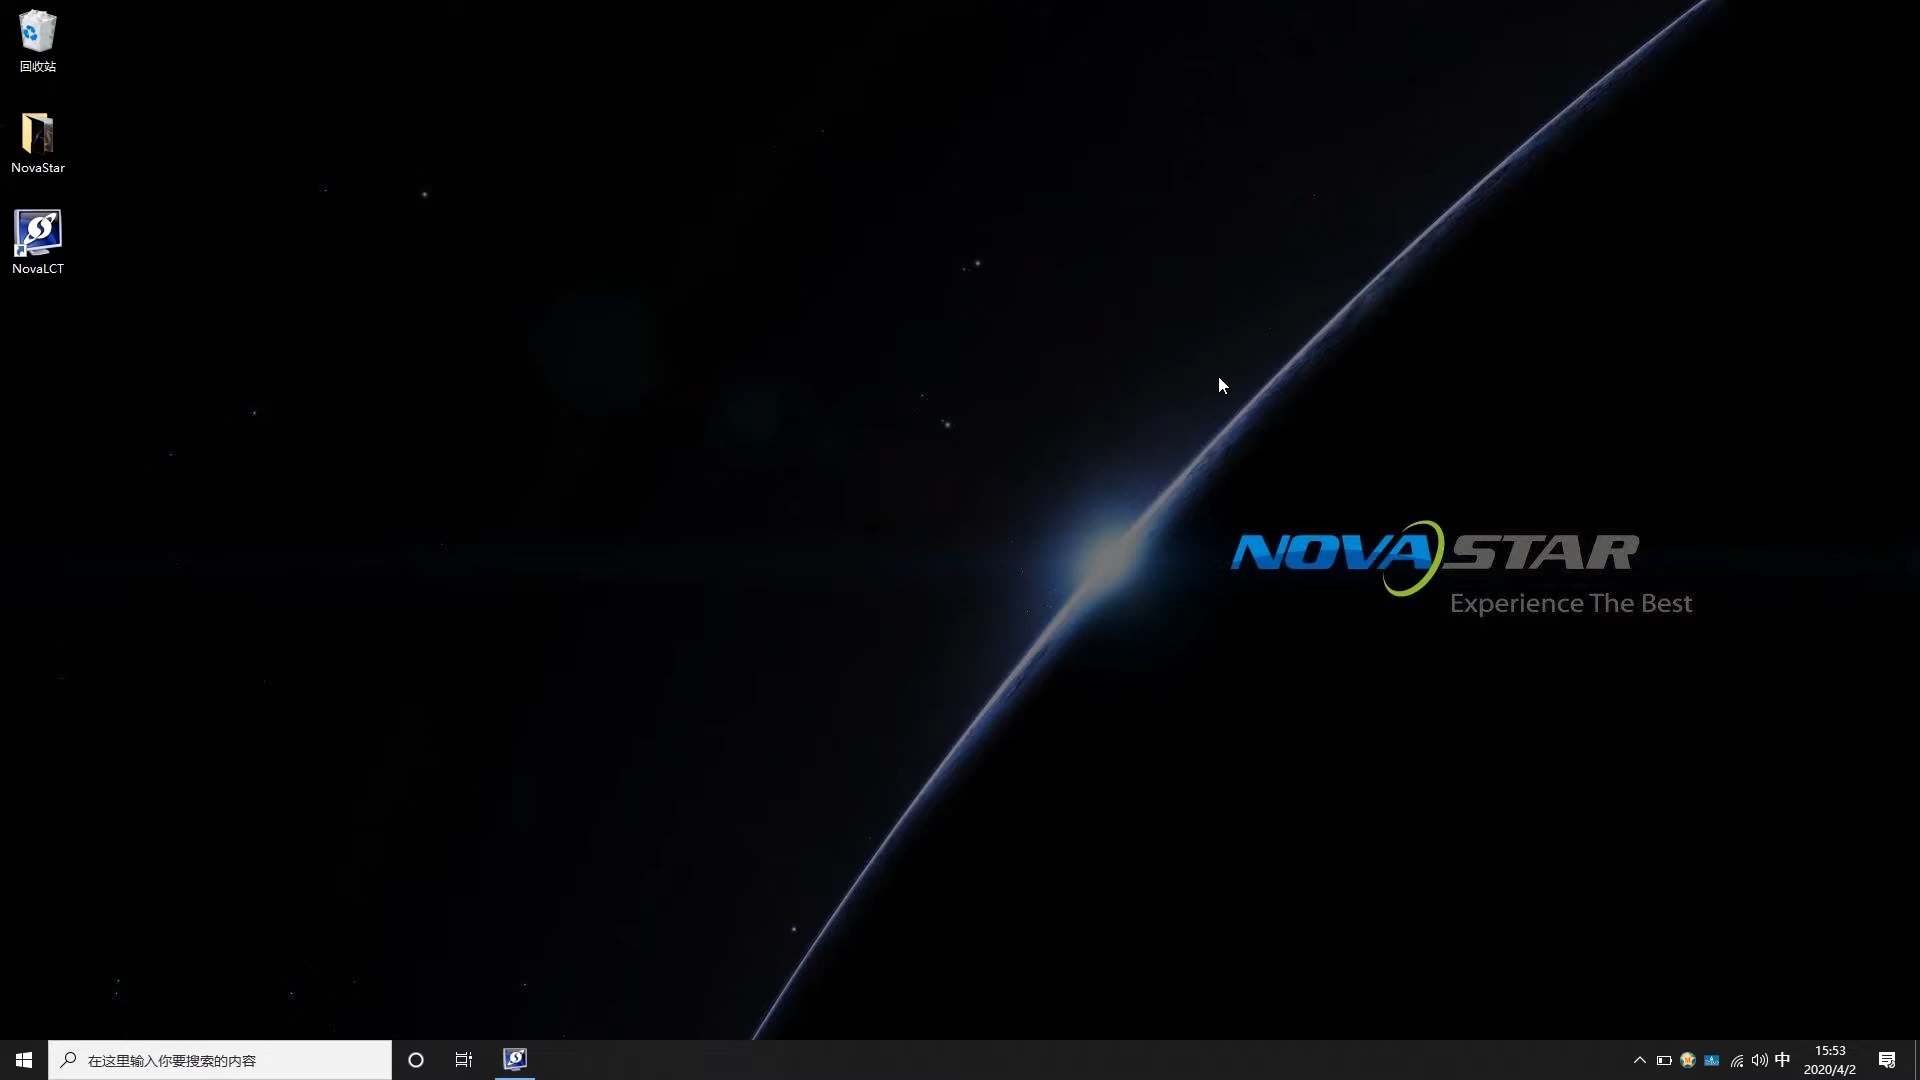 回收站
NovaStar
NovaLCT
NOVASTAR
Experience The Best
在这里输入你要搜索的内容
中
15:53
2020/4/2